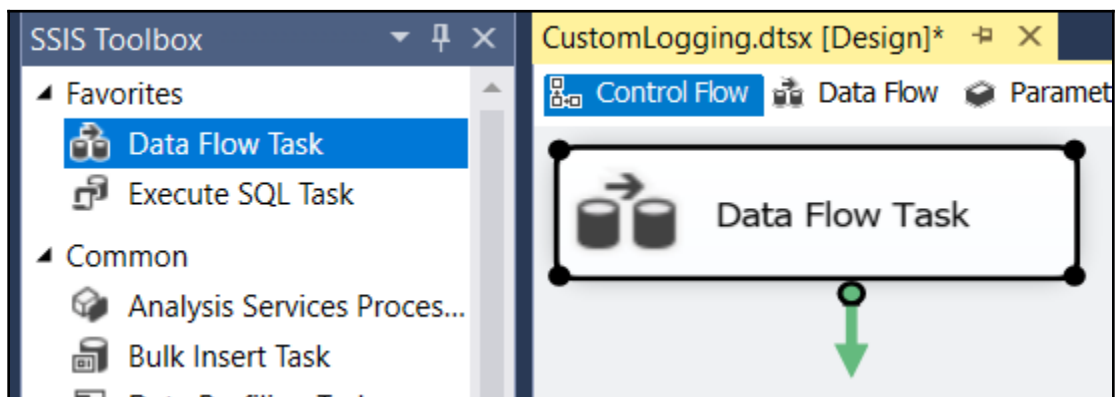 SSIS Toolbox
Favorites
Data Flow Task
Execute SQL Task
Common
Analysis Services Proces...
Bulk Insert Task
CustomLogging.dtsx [Design]*
Control Flow Data Flow Paramet
Data Flow Task